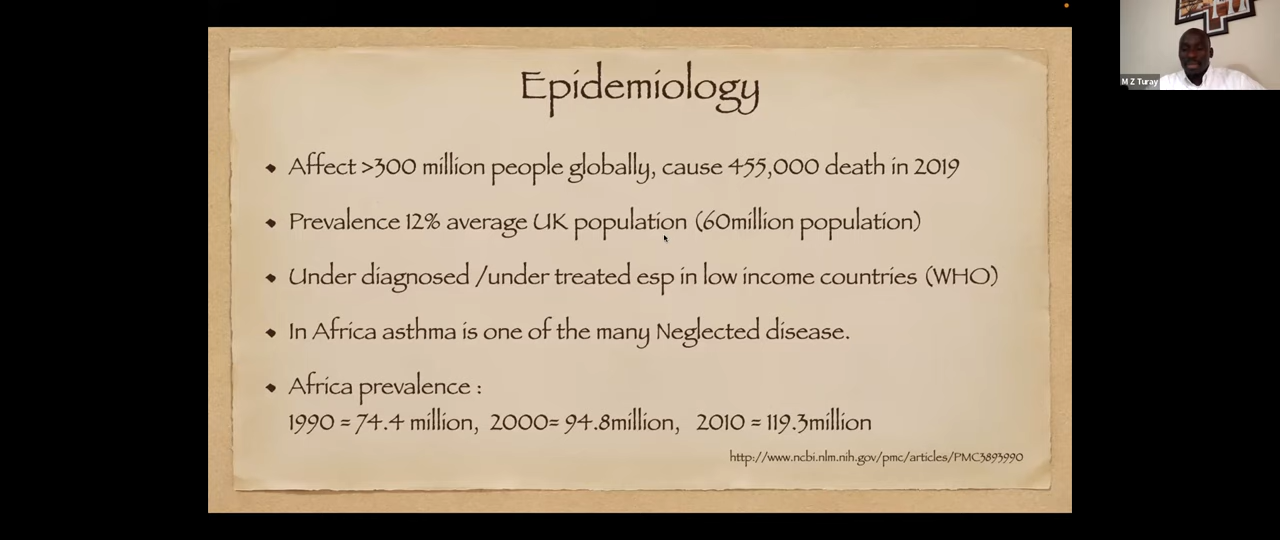 Epidemiology
Affect >300 million people globally, cause 455,000 death in 2019
Prevalence 12% average UK population (60million population)
Under diagnosed /under treated esp in low income countries (WHO)
In Africa asthma is one of the many Neglected disease.
Africa prevalence :
1990 = 74.4 million, 2000= 94.8million, 2010 = 119.3million
http://www.ncbi.nlm.nih.gov/pmc/articles/PMC3893990
M Z Turay